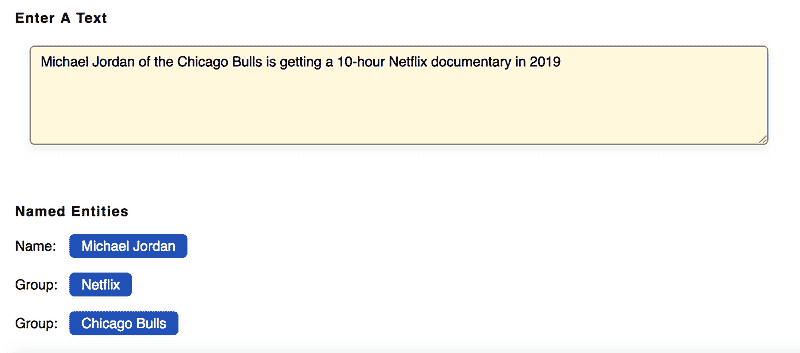 Enter A Text
Michael Jordan of the Chicago Bulls is getting a 10-hour Netflix documentary in 2019
Named Entities
Name: Michael Jordan
Group: Netflix
Group: Chicago Bulls